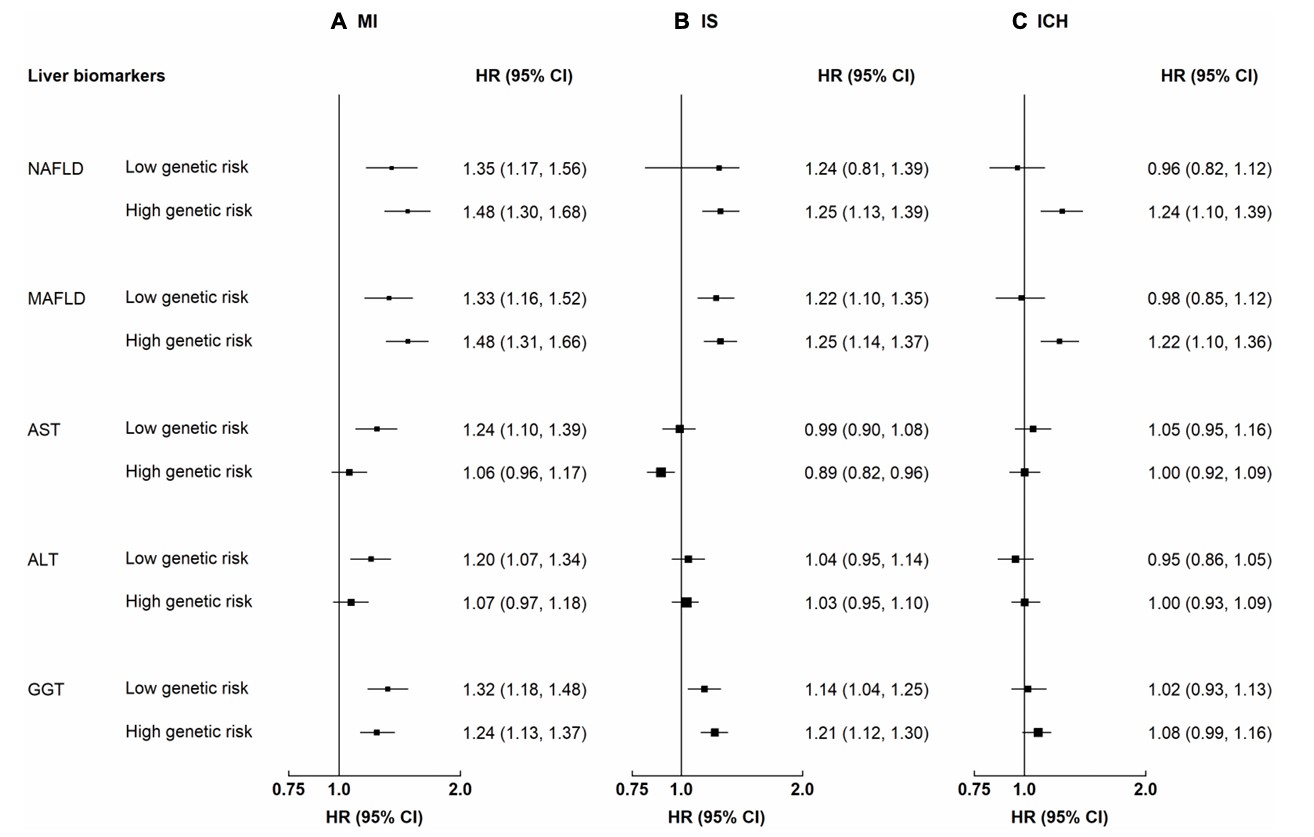 A MI B IS C ICH
Liver biomarkers HR (95% CI) HR (95% CI) HR (95% CI)
NAFLD Low genetic risk 1.35 (1.17, 1.56) 1.24 (0.81, 1.39) 0.96 (0.82, 1.12)
High genetic risk 1.48 (1.30, 1.68) 1.25 (1.13, 1.39) 1.24 (1.10, 1.39)
MAFLD Low genetic risk 1.33 (1.16, 1.52) 1.22 (1.10, 1.35) 0.98 (0.85, 1.12)
High genetic risk 1.48 (1.31, 1.66) 1.25 (1.14, 1.37) 1.22 (1.10, 1.36)
AST Low genetic risk 1.24 (1.10, 1.39) 0.99 (0.90, 1.08) 1.05 (0.95, 1.16)
High genetic risk 1.06 (0.96, 1.17) 0.89 (0.82, 0.96) 1.00 (0.92, 1.09)
ALT Low genetic risk 1.20 (1.07, 1.34) 1.04 (0.95, 1.14) 0.95 (0.86, 1.05)
High genetic risk 1.07 (0.97, 1.18) 1.03 (0.95, 1.10) 1.00 (0.93, 1.09)
GGT Low genetic risk 1.32 (1.18, 1.48) 1.14 (1.04, 1.25) 1.02 (0.93, 1.13)
High genetic risk 1.24 (1.13, 1.37) 1.21 (1.12, 1.30) 1.08 (0.99, 1.16)
0.75 1.0 2.0 0.75 1.0 2.0 0.75 1.0 2.0
HR (95% CI) HR (95% CI) HR (95% CI)